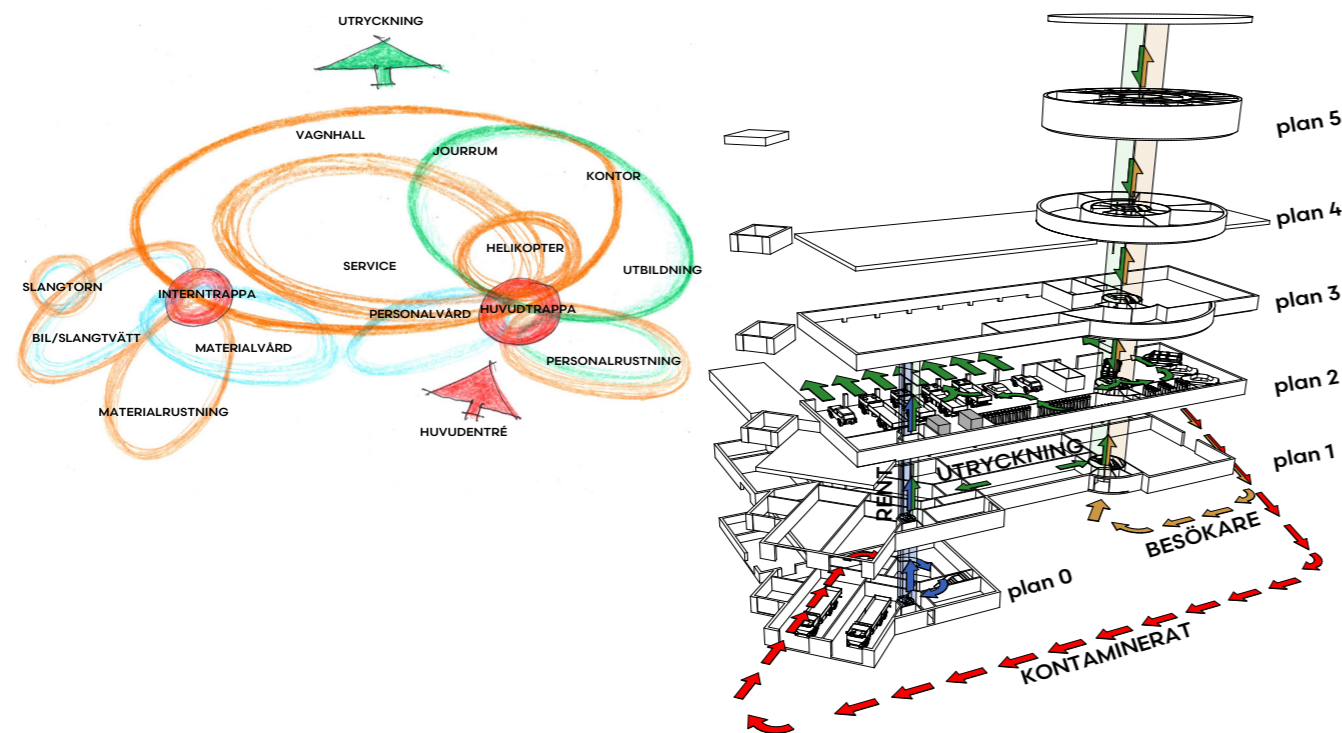 UTRYCKNING
VAGNHALL
JOURRUM
KONTOR
HELIKOPTER
SERVICE
UTBILDNING
SLANGTORN
INTERNTRAPPA
HUVUDTRAPPA
PERSONALVÅRD
BIL/SLANGTVÄTT
MATERIALVÅRD
PERSONALRUSTNING
MATERIALRUSTNING
HUVUDENTRÉ
plan 5
plan 4
plan 3
plan 2
plan 1
UTRYCKNING
RENT
BESÖKARE
plan 0
KONTAMINERAT